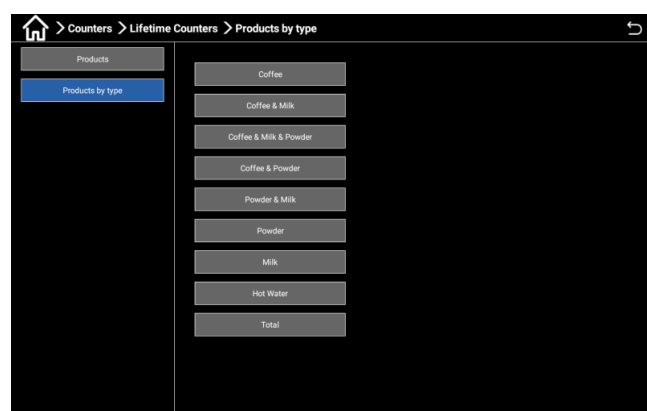 Counters > Lifetime Counters > Products by type
Products
Products by type
Coffee
Coffee & Milk
Coffee & Milk & Powder
Coffee & Powder
Powder & Milk
Powder
Milk
Hot Water
Total